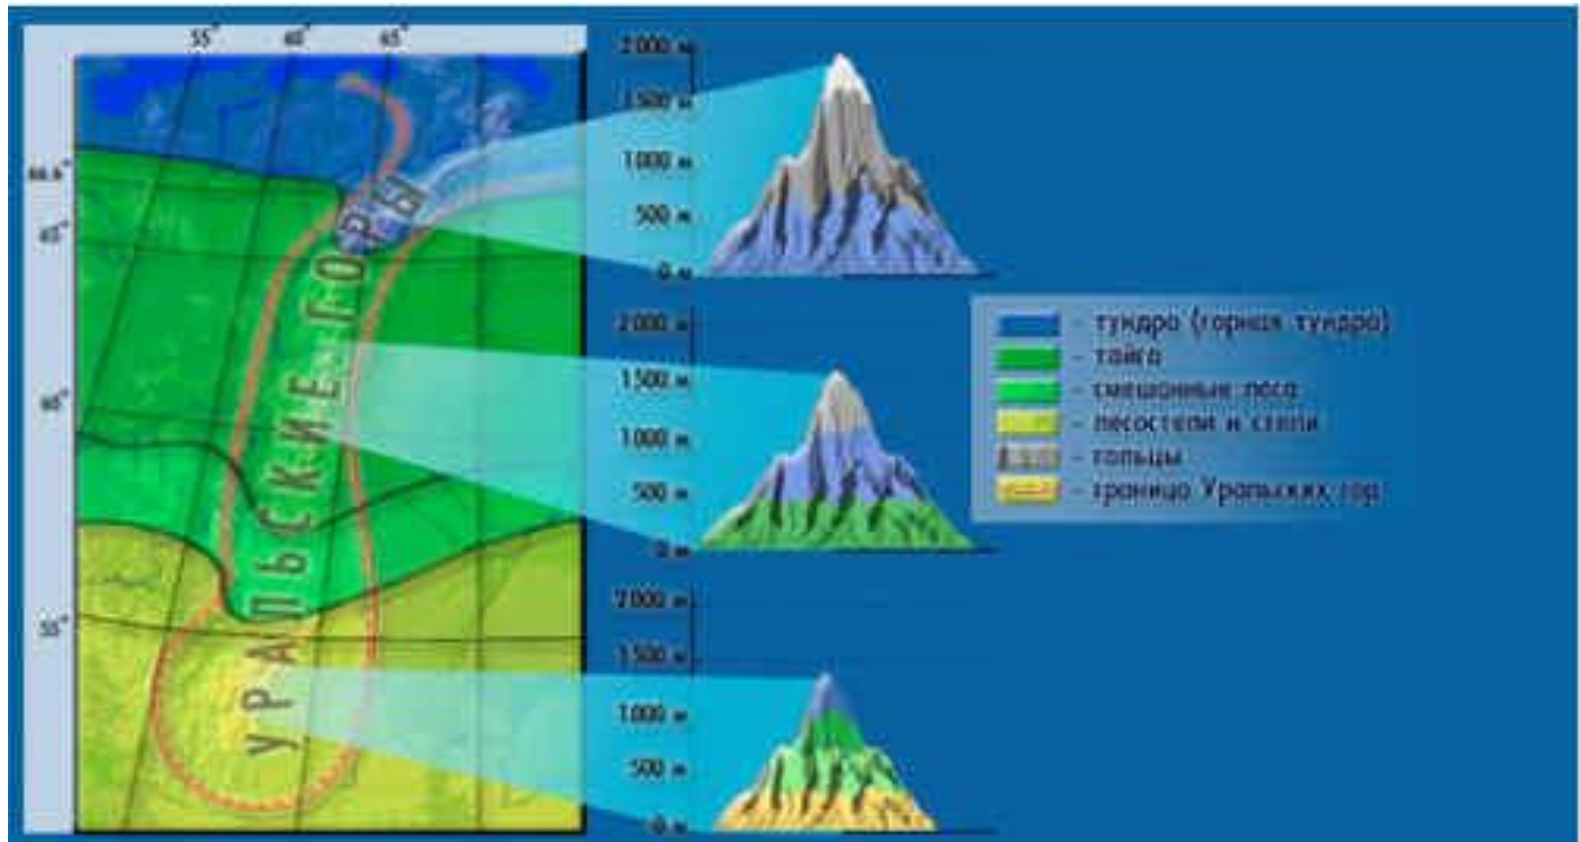 55° 60° 65°
66.6°
65°
60°
55°
УРАЛЬСКИЕ ГОРЫ
2000 м
1500 м
1000 м
500 м
0 м
2000 м
1500 м
1000 м
500 м
0 м
2000 м
1500 м
1000 м
500 м
0 м
- тундра (горная тундра)
- тайга
- смешанные леса
- лесостепи и степи
- гольцы
- граница Уральских гор